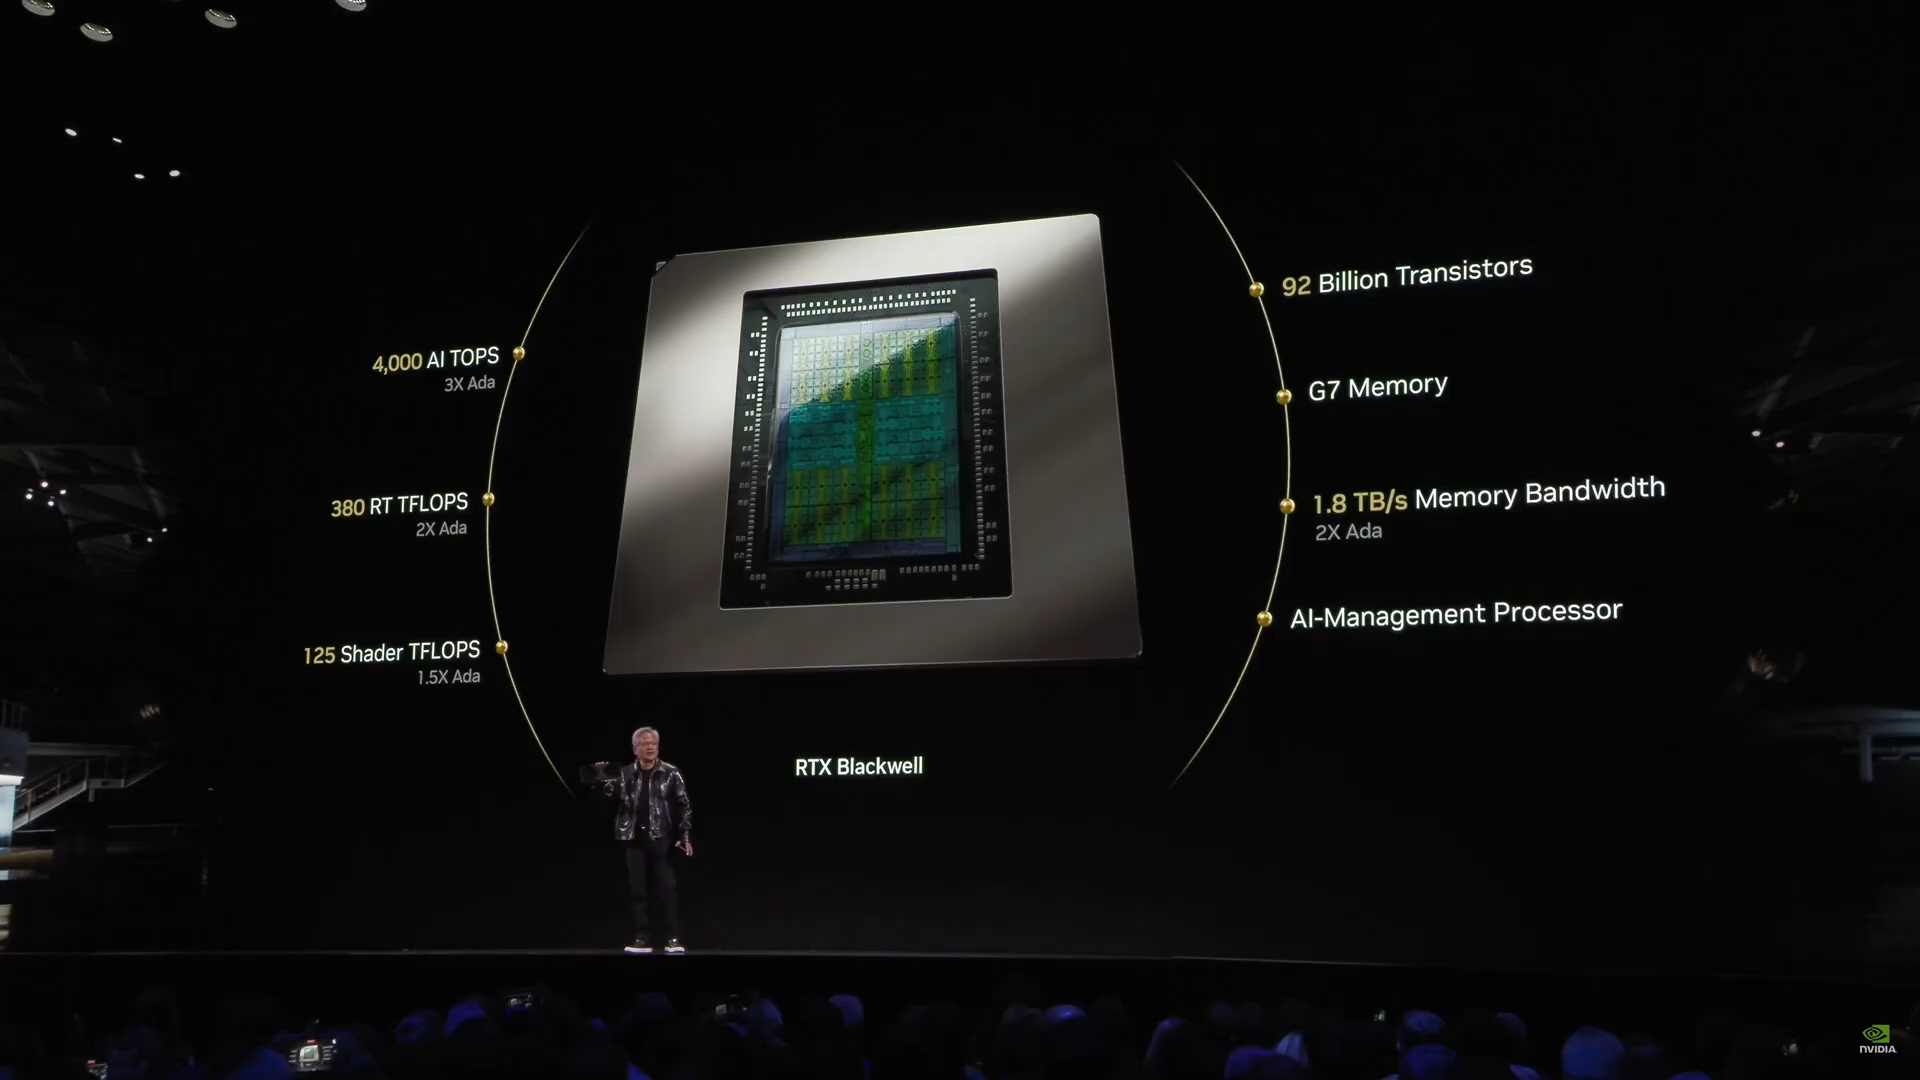 4,000 AI TOPS
3X Ada
380 RT TFLOPS
2X Ada
125 Shader TFLOPS
1.5X Ada
92 Billion Transistors
G7 Memory
1.8 TB/s Memory Bandwidth
2X Ada
AI-Management Processor
RTX Blackwell
NVIDIA